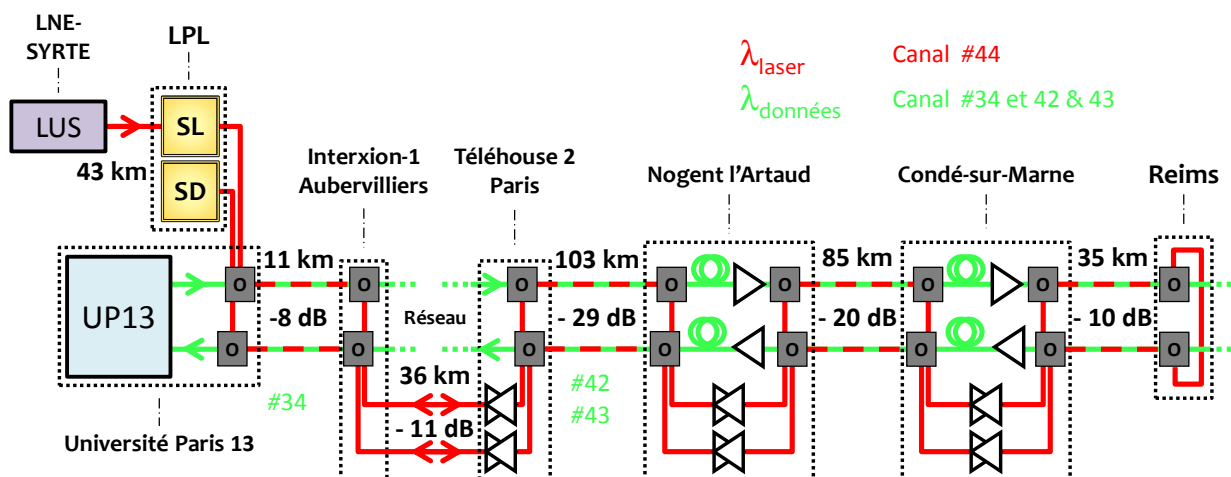 LNE-
SYRTE
LPL
λlaser Canal #44
λdonnées Canal #34 et 42 & 43
LUS
SL
43 km
SD
Interxion-1
Aubervilliers
Téléhouse 2
Paris
Nogent l’Artaud
Condé-sur-Marne
Reims
11 km
103 km
85 km
35 km
O O O O O O O O
UP13
-8 dB
Réseau
- 29 dB
- 20 dB
- 10 dB
O O O O O O O O
#34
36 km
#42
#43
- 11 dB
Université Paris 13